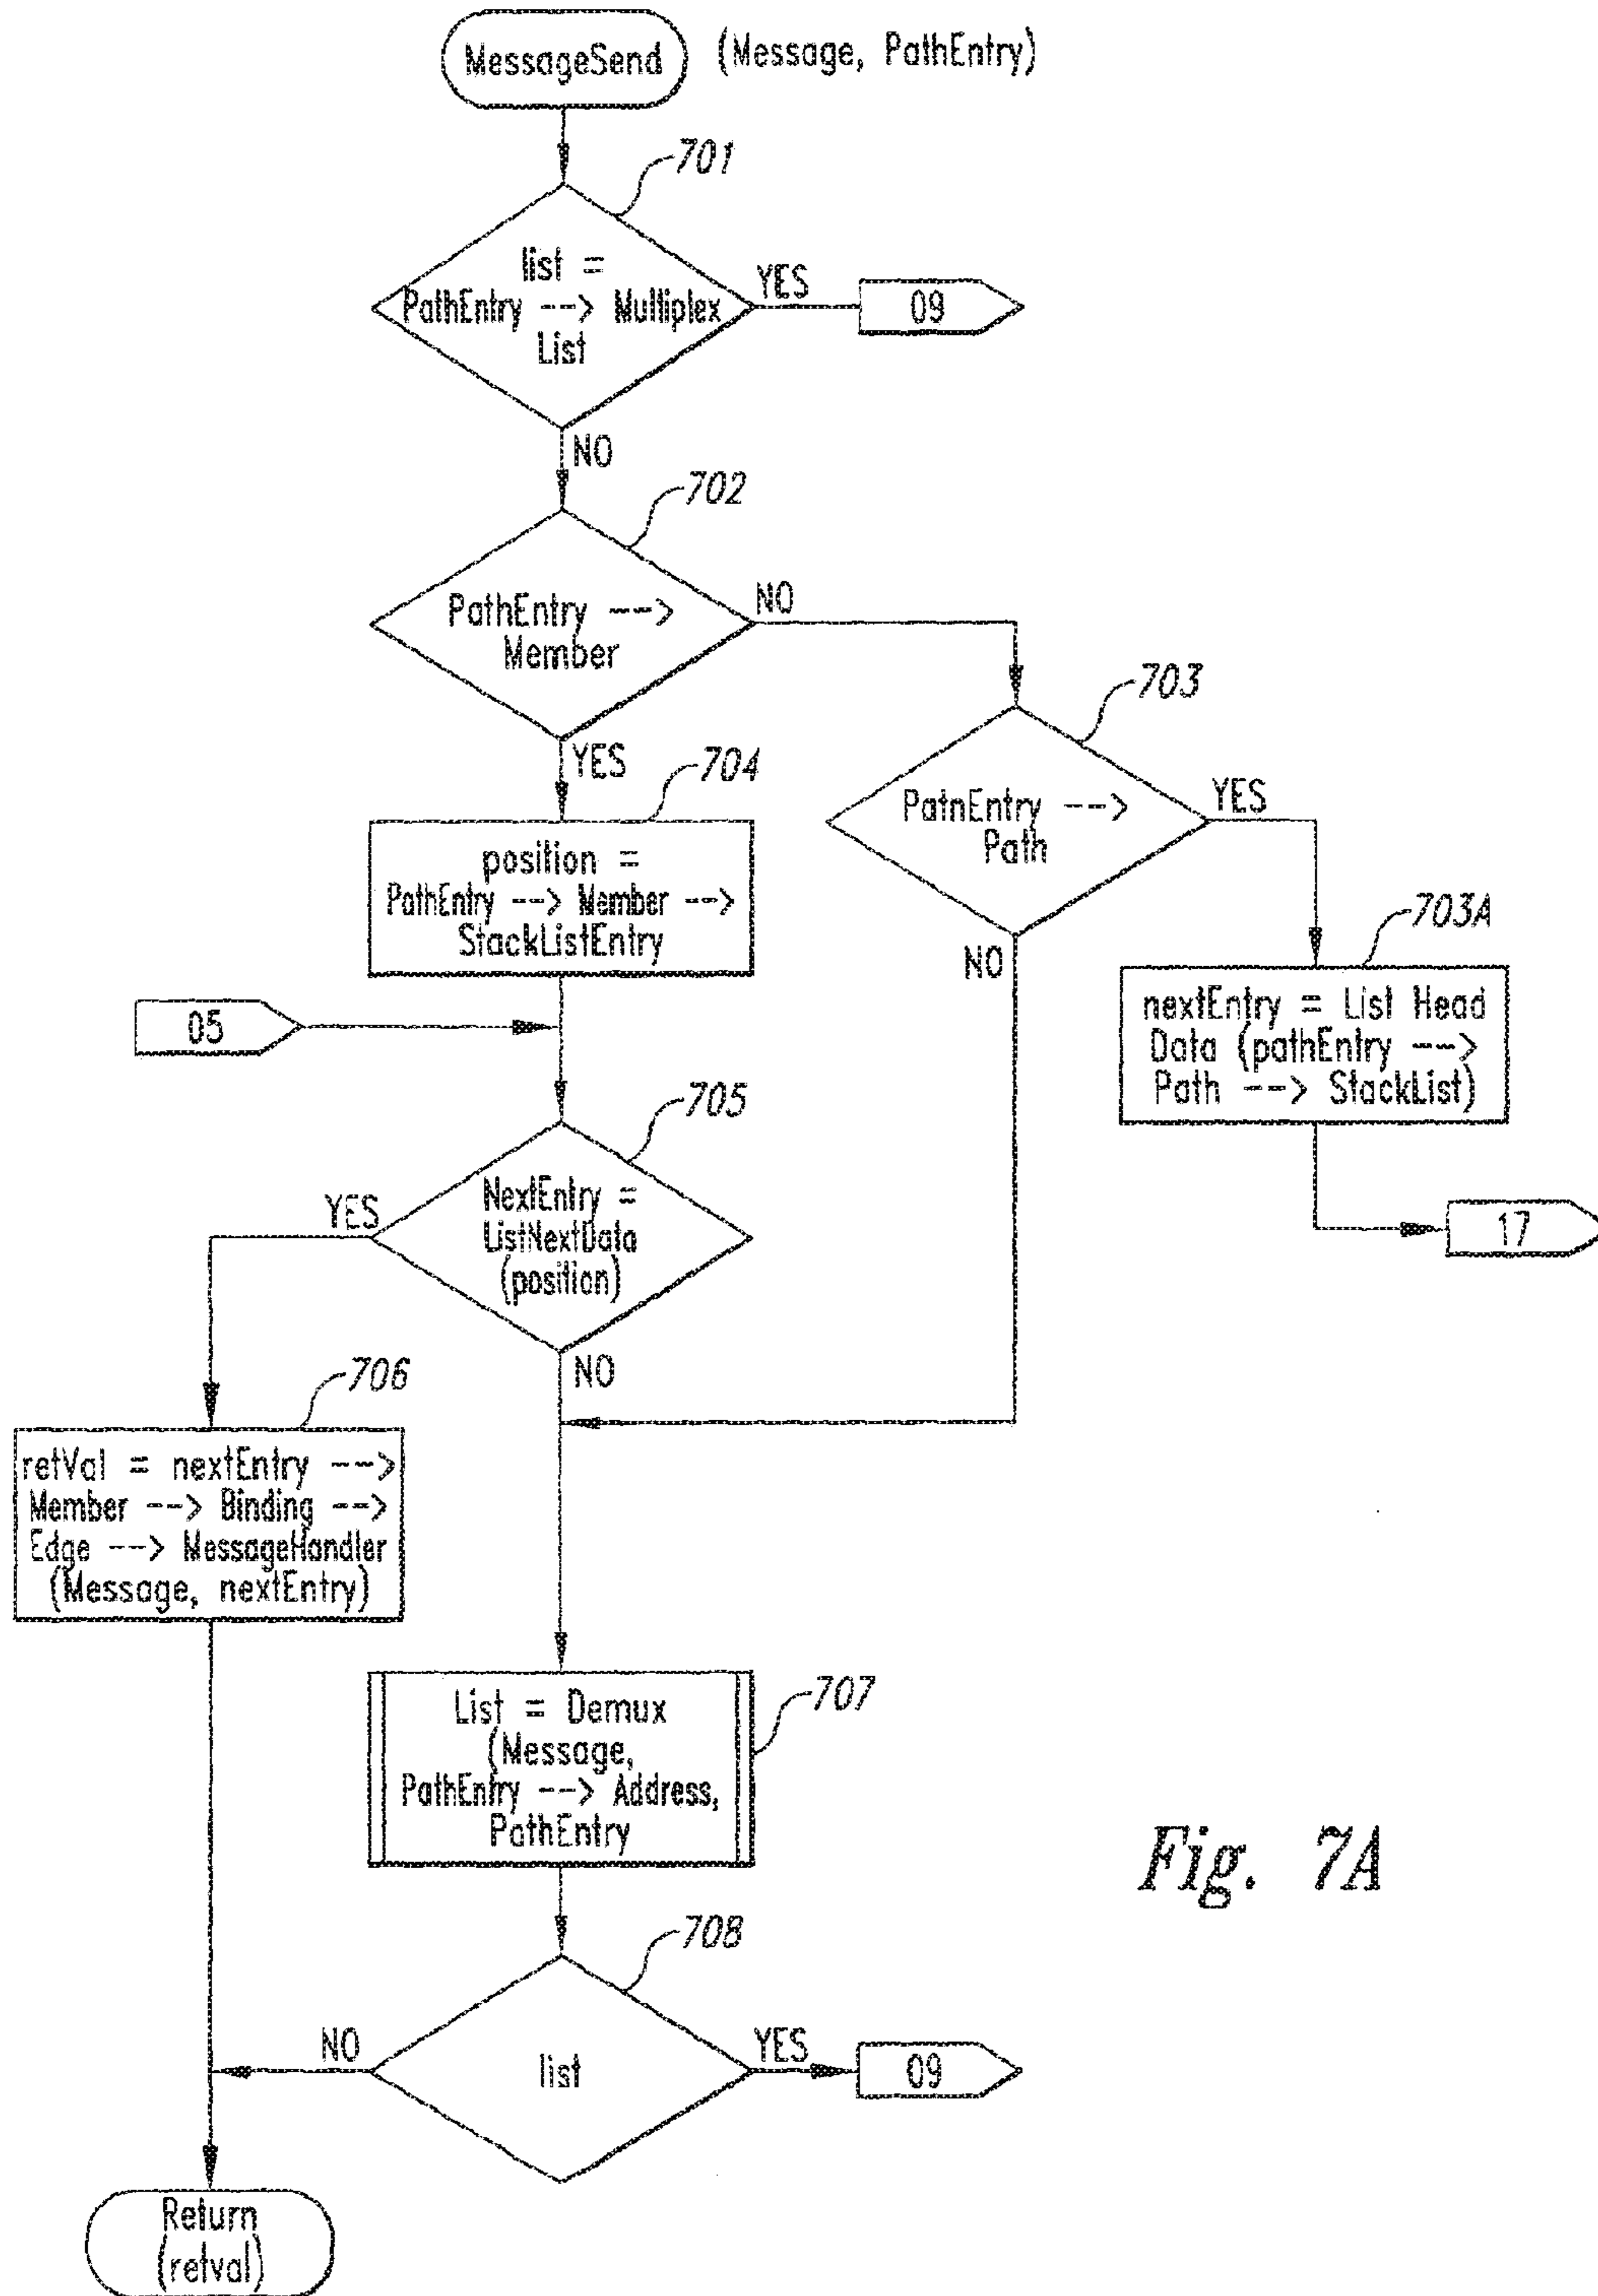 MessageSend (Message, PathEntry)
701
list =
PathEntry --> Multiplex
List
YES
09
NO
702
PathEntry -->
Member
NO
703
YES
704
PatnEntry -->
Path
YES
position =
PathEntry --> Member -->
StackListEntry
703A
NO
nextEntry = List Head
Data (pathEntry -->
Path --> StackList)
05
705
NextEntry =
ListNextData
(position)
YES
17
NO
706
retVal = nextEntry -->
Member --> Binding -->
Edge --> MessageHandler
(Message, nextEntry)
707
List = Demux
(Message,
PathEntry --> Address,
PathEntry
Fig. 7A
708
NO
list
YES
09
Return
(retval)